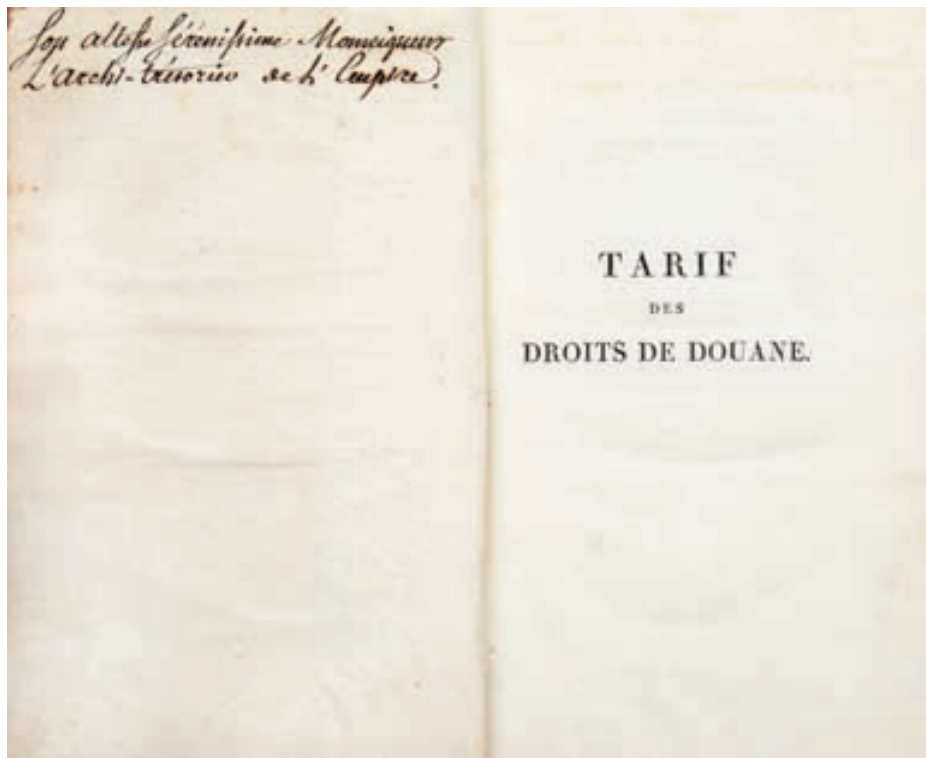 Son altesse Sérénissime Monseigneur
L'archi-trésorier de l'Empire.
TARIF
DES
DROITS DE DOUANE.